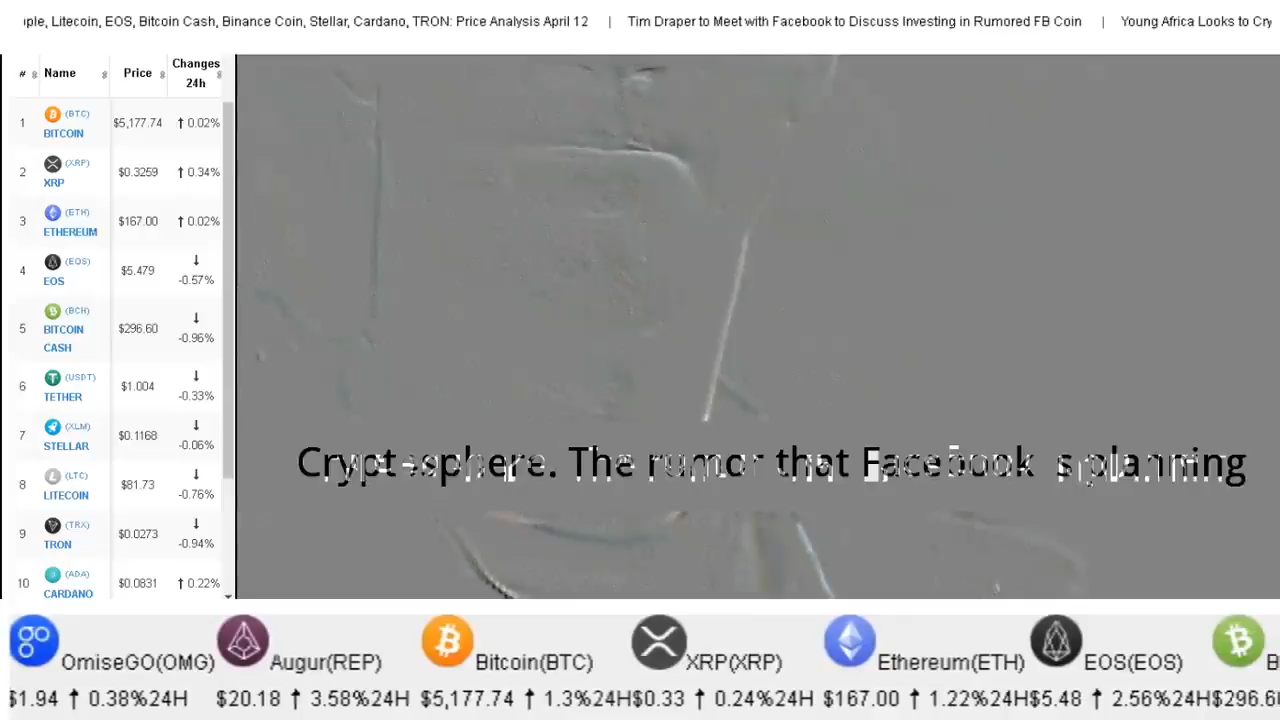 Litecoin, EOS, Bitcoin Cash, Binance Coin, Stellar, Cardano, TRON: Price Analysis April 12 | Tim Draper to Meet with Facebook to Discuss Investing in Rumored FB Coin | Young Africa Looks to
# Name Price Changes 24h
1 (BTC) BITCOIN $5,177.74 ↑ 0.02%
2 (XRP) XRP $0.3259 ↑ 0.34%
3 (ETH) ETHEREUM $167.00 ↑ 0.02%
4 (EOS) EOS $5.479 ↓ -0.57%
5 (BCH) BITCOIN CASH $296.60 ↓ -0.96%
6 (USDT) TETHER $1.004 ↓ -0.33%
7 (XLM) STELLAR $0.1168 ↓ -0.06%
8 (LTC) LITECOIN $81.73 ↓ -0.76%
9 (TRX) TRON $0.0273 ↓ -0.94%
10 (ADA) CARDANO $0.0831 ↑ 0.22%
The rumor that Facebook planning
OmiseGO(OMG) Augur(REP) Bitcoin(BTC) XRP(XRP) Ethereum(ETH) EOS(EOS)
$1.94 ↑ 0.38%24H $20.18 ↑ 3.58%24H $5,177.74 ↑ 1.3%24H $0.33 ↑ 0.24%24H $167.00 ↑ 1.22%24H $5.48 ↑ 2.56%24H